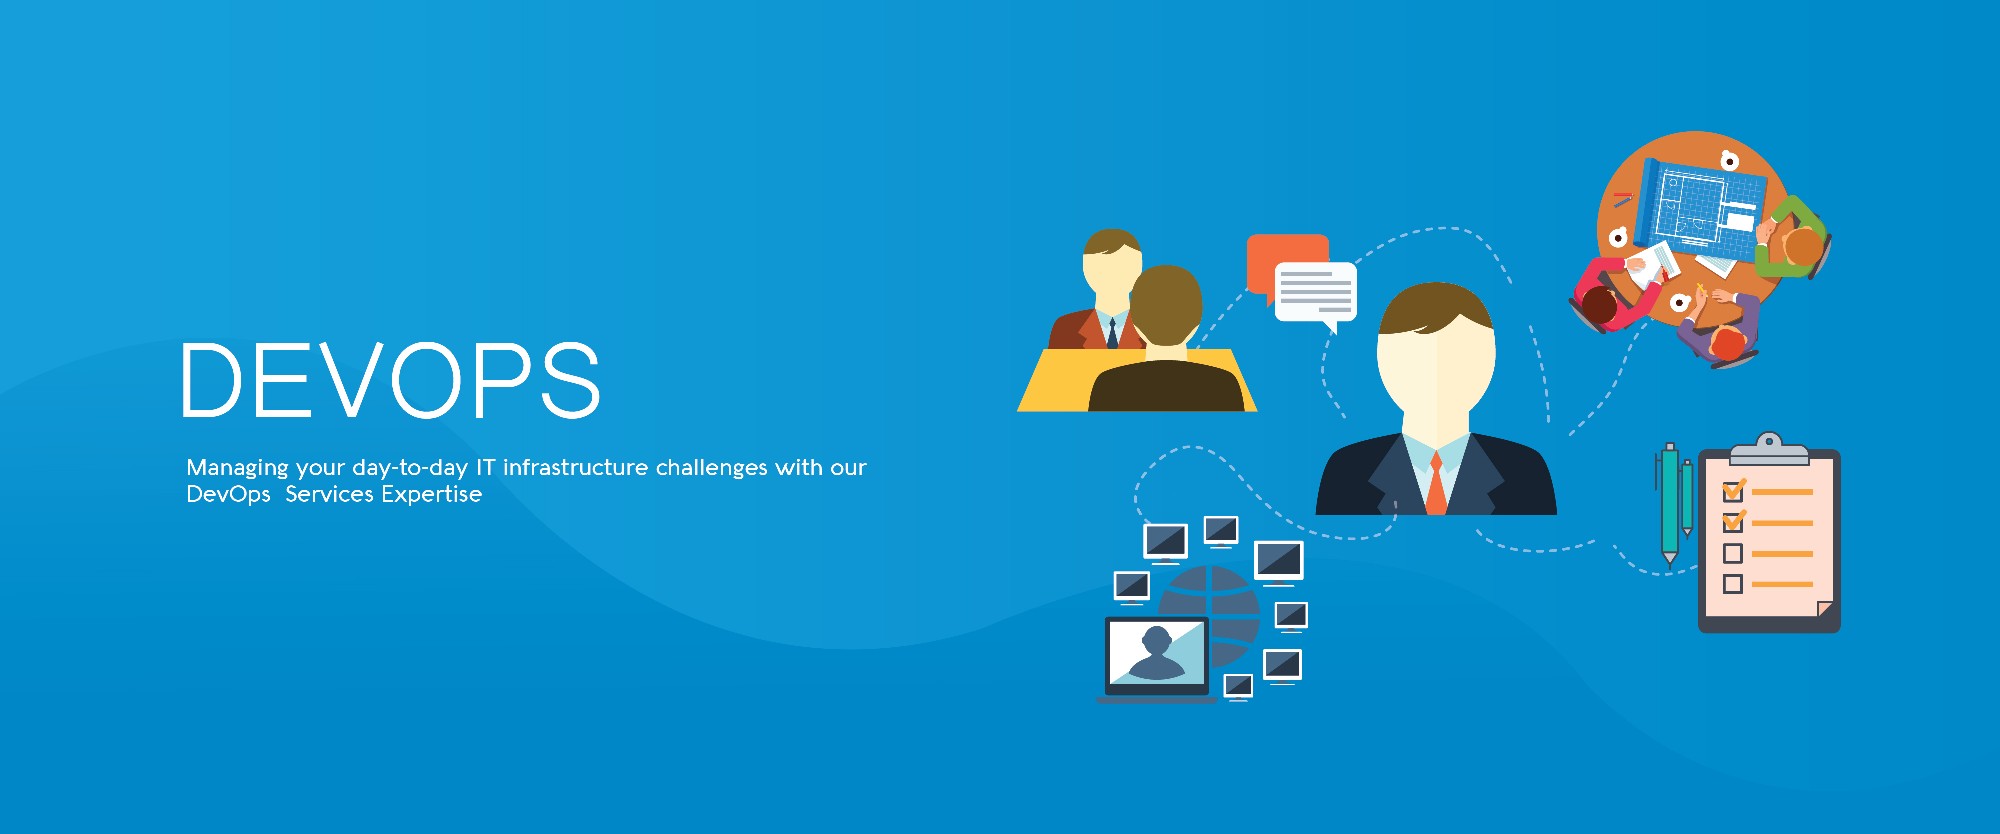 DEVOPS
Managing your day-to-day IT infrastructure challenges with our
DevOps  Services Expertise